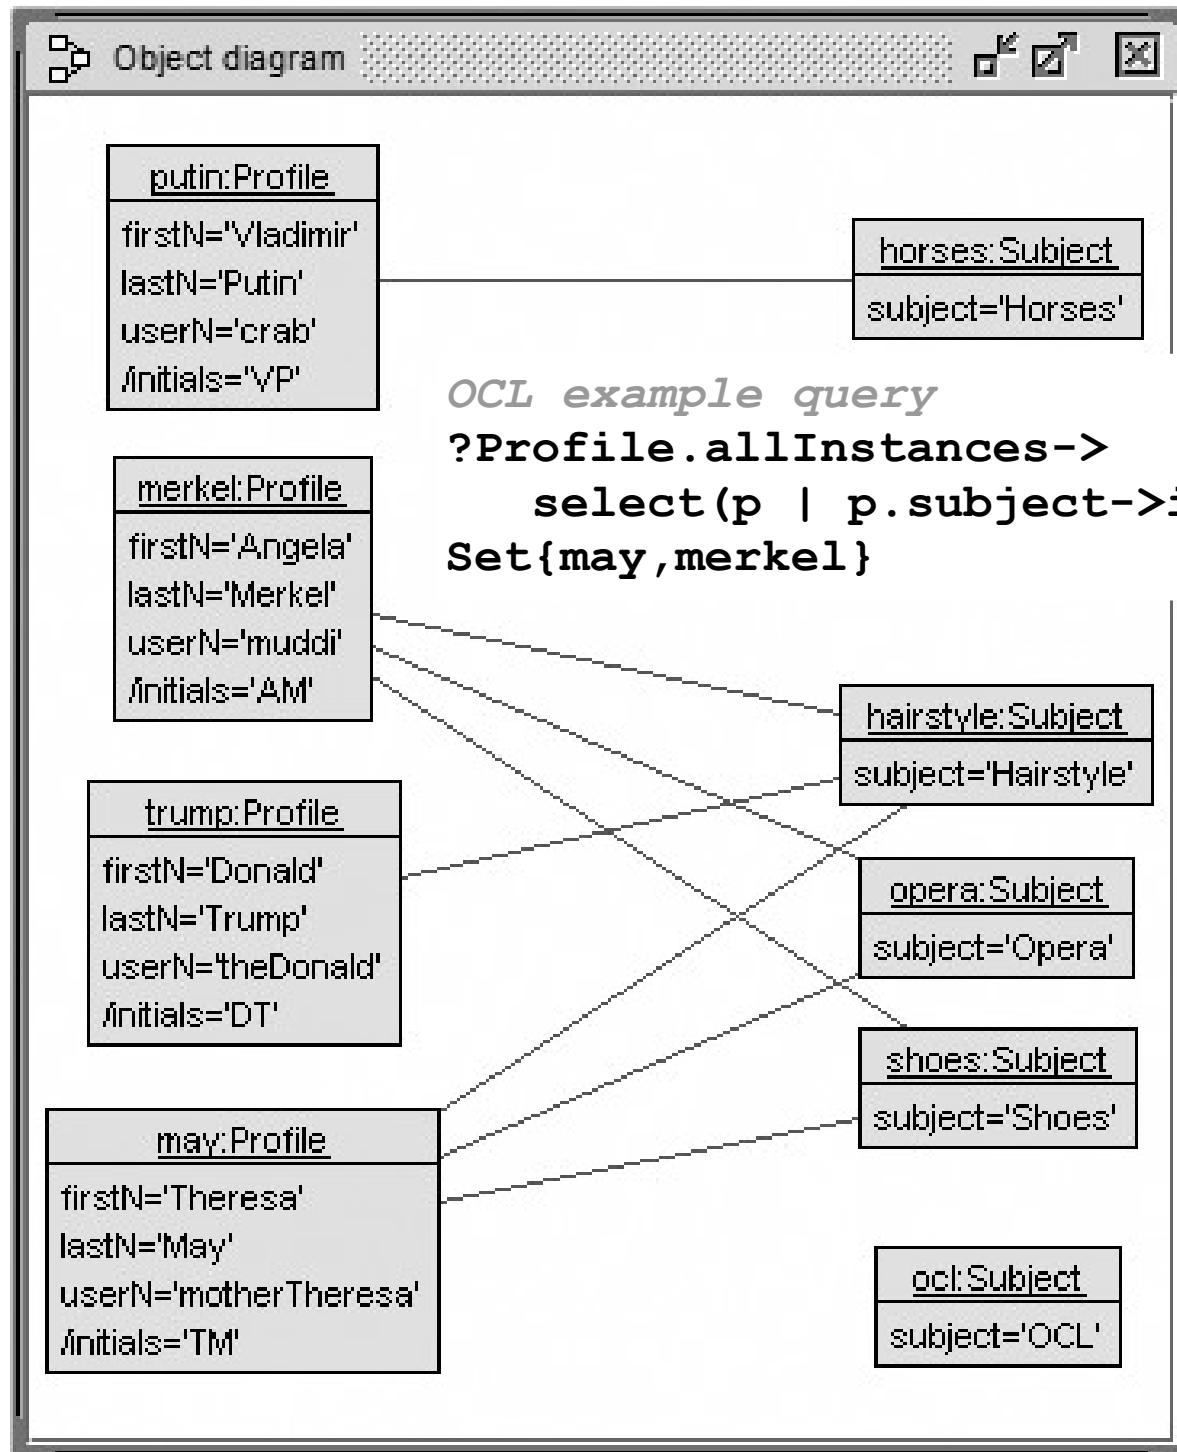 Object diagram
putin:Profile
firstN='Vladimir'
lastN='Putin'
userN='crab'
/initials='VP'
horses:Subject
subject='Horses'
OCL example query
?Profile.allInstances->
select(p | p.subject->i
Set{may,merkel}
merkel:Profile
firstN='Angela'
lastN='Merkel'
userN='muddi'
/initials='AM'
hairstyle:Subject
subject='Hairstyle'
trump:Profile
firstN='Donald'
lastN='Trump'
userN='theDonald'
/initials='DT'
opera:Subject
subject='Opera'
shoes:Subject
subject='Shoes'
may:Profile
firstN='Theresa'
lastN='May'
userN='motherTheresa'
/initials='TM'
ocl:Subject
subject='OCL'